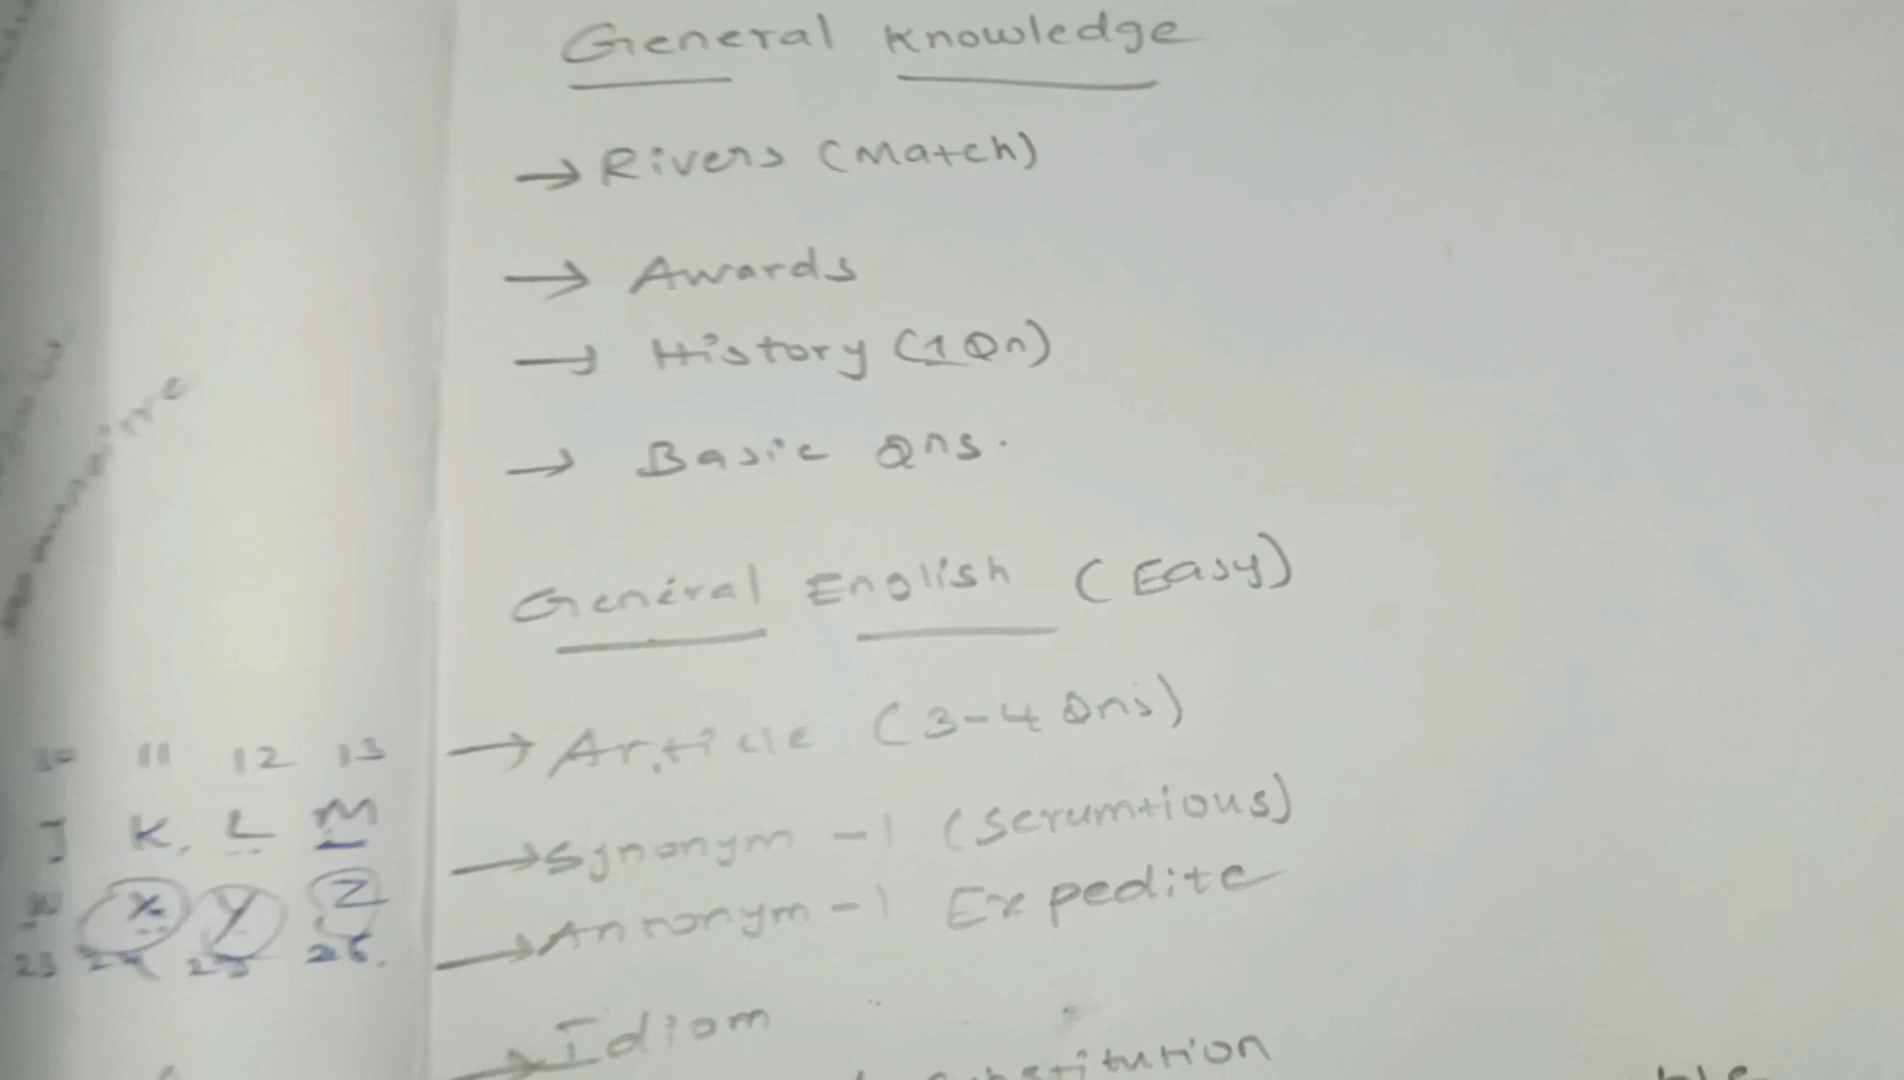 General Knowledge
→ Rivers (Match)
→ Awards
→ History (1 Qn)
→ Basic Qns.
General English (Easy)
→ Article (3-4 Qns)
→ Synonym - 1 (Scrumtious)
→ Antonym - 1 Expedite
→ Idiom
10 11 12 13
J K, L M
X Y Z
23 24 25 26.